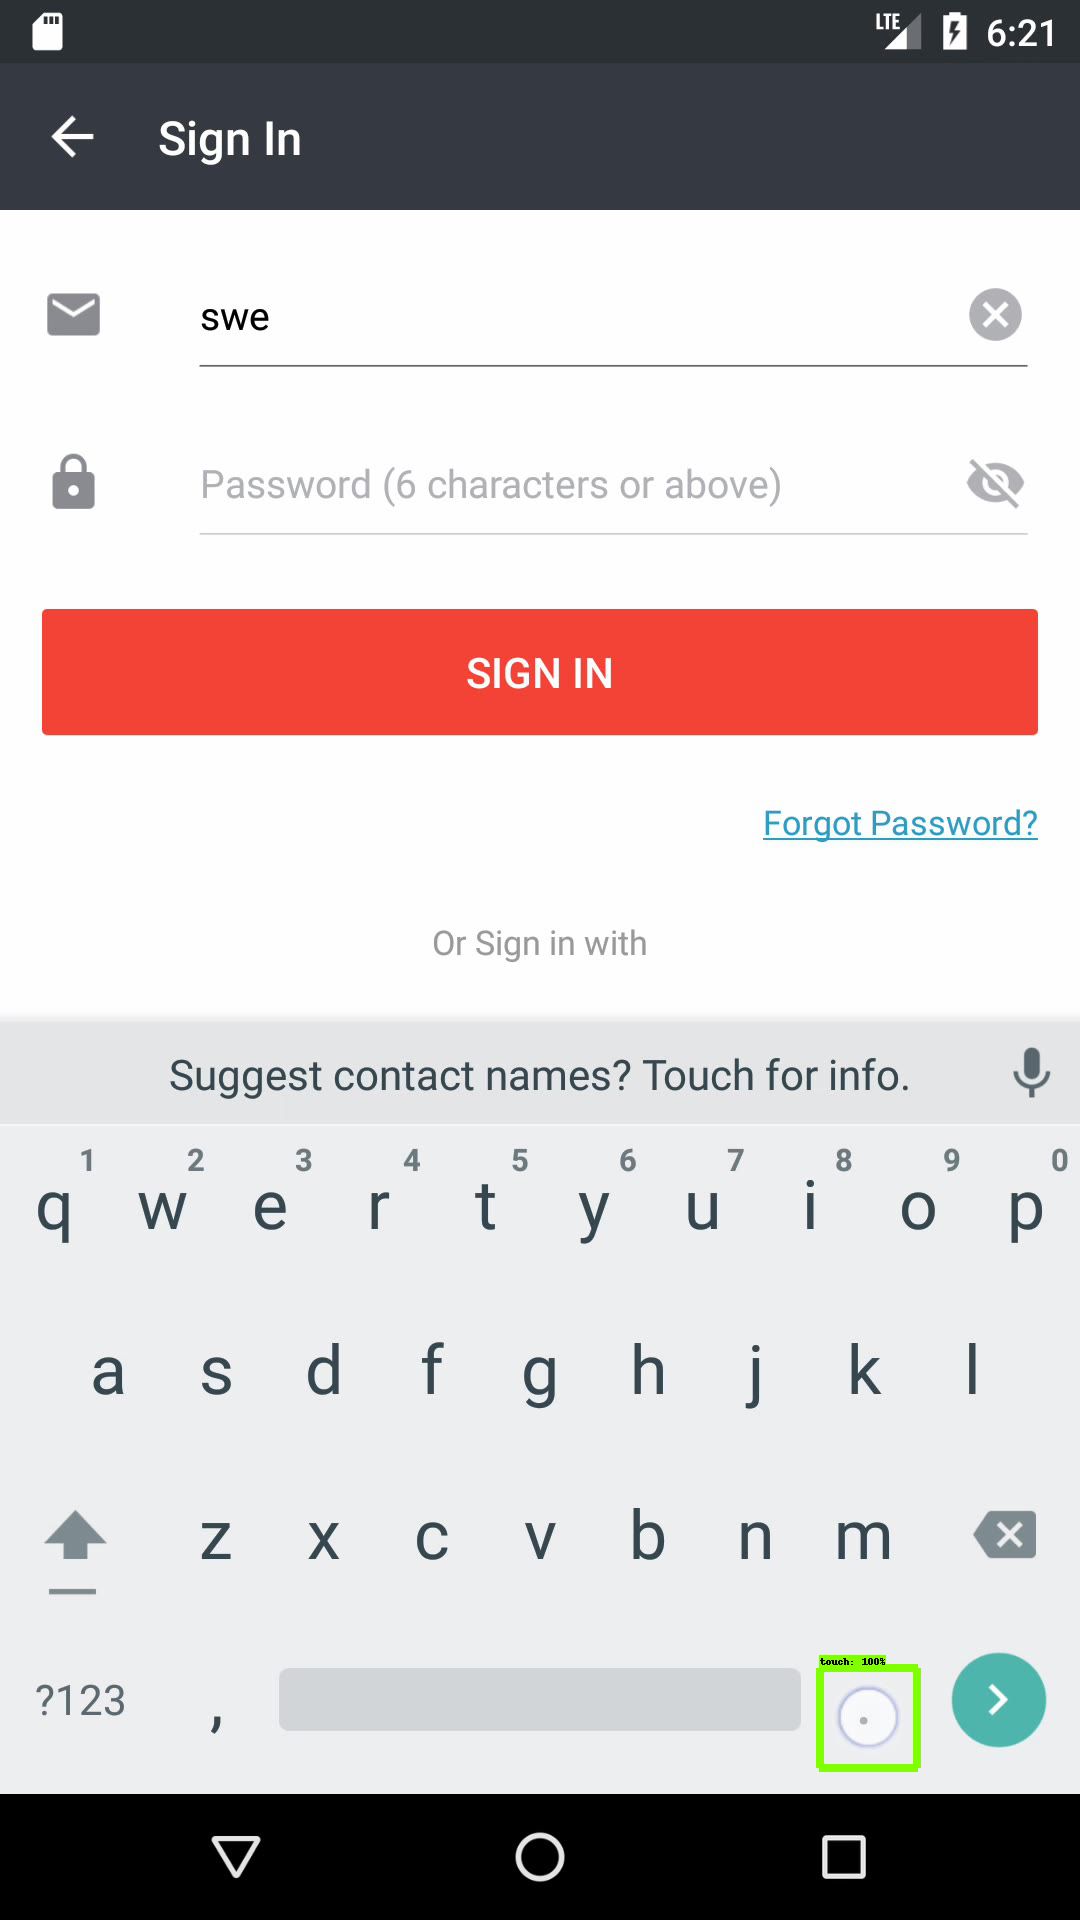 LTE 6:21
Sign In
swe
Password (6 characters or above)
SIGN IN
Forgot Password?
Or Sign in with
Suggest contact names? Touch for info.
1 2 3 4 5 6 7 8 9 0
q w e r t y u i o p
a s d f g h j k l
z x c v b n m
touch: 100%
?123 , .